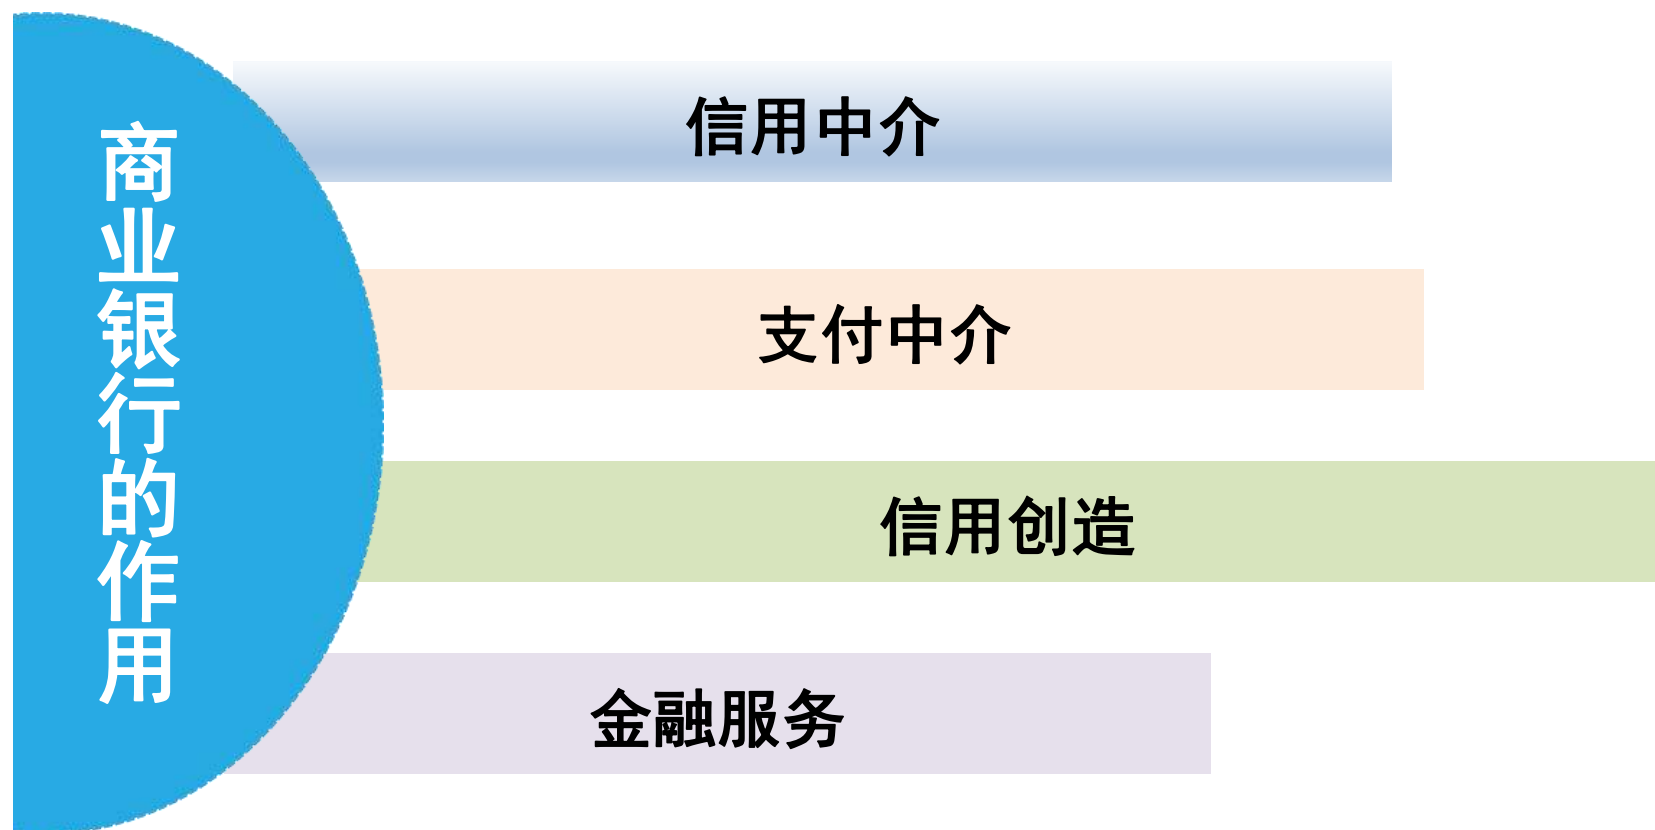 商业银行的作用
信用中介
支付中介
信用创造
金融服务